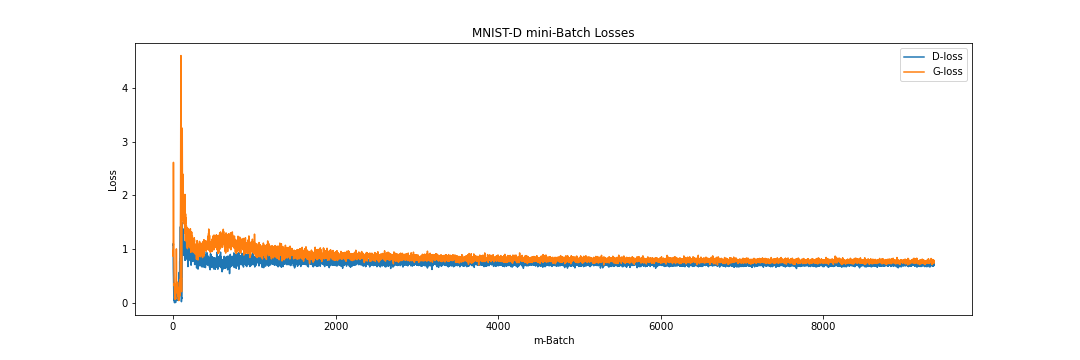 MNIST-D mini-Batch Losses
D-loss
G-loss
Loss
4
3
2
1
0
0 2000 4000 6000 8000
m-Batch